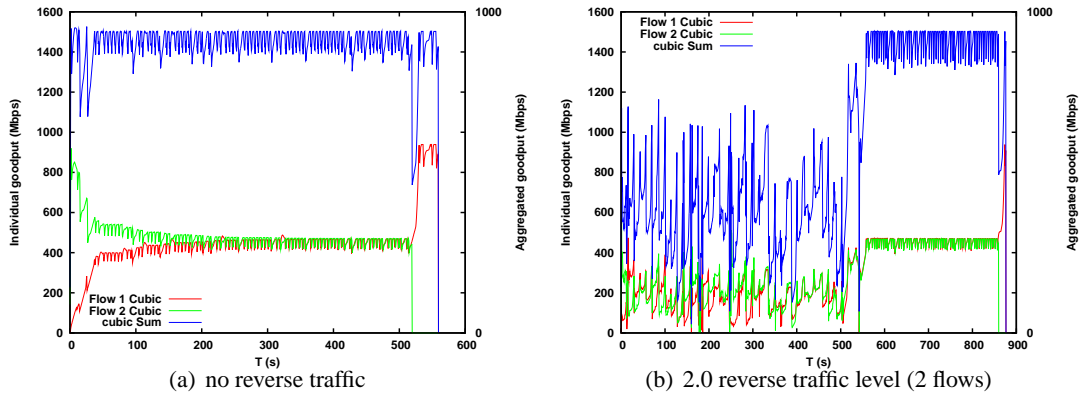 Individual goodput (Mbps)
1600
1400
1200
1000
800
600
400
200
0
0 100 200 300 400 500 600
T (s)
1000
0
Aggregated goodput (Mbps)
Flow 1 Cubic
Flow 2 Cubic
cubic Sum
(a) no reverse traffic
Individual goodput (Mbps)
1600
1400
1200
1000
800
600
400
200
0
0 100 200 300 400 500 600 700 800 900
T (s)
1000
0
Aggregated goodput (Mbps)
Flow 1 Cubic
Flow 2 Cubic
cubic Sum
(b) 2.0 reverse traffic level (2 flows)